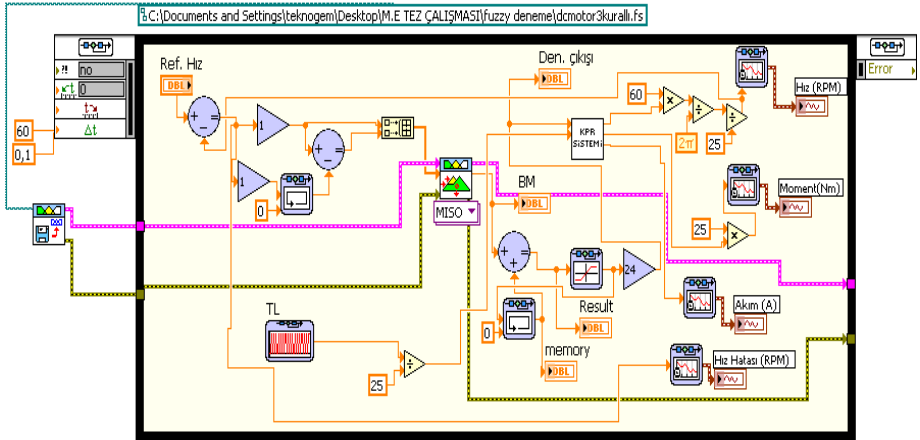 C:\Documents and Settings\teknogem\Desktop\M.E TEZ ÇALIŞMASI\fuzzy deneme\dcmotor3kurallı.fs
?! no
0
Δt
60
0,1
Error
Ref. Hız
DBL
+
−
=
1
1
+
−
=
0
MISO
TL
÷
25
Den. çıkışı
DBL
BM
DBL
+
+
=
24
0
Result
DBL
memory
DBL
KPR
SiSTEMi
60
x
÷
2π
÷
25
Hız (RPM)
Moment(Nm)
25
x
Akım (A)
Hız Hatası (RPM)